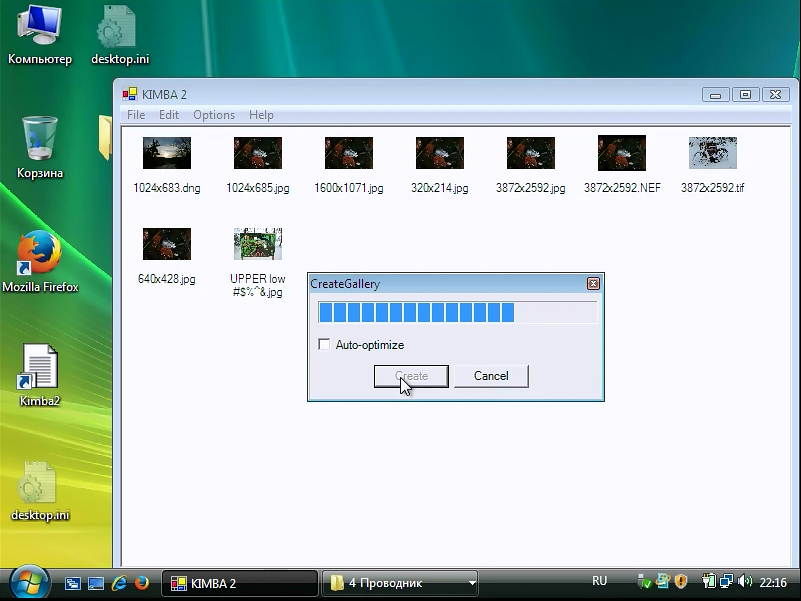 Компьютер
desktop.ini
Корзина
Mozilla Firefox
Kimba2
desktop.ini
KIMBA 2
File Edit Options Help
1024x683.dng 1024x685.jpg 1600x1071.jpg 320x214.jpg 3872x2592.jpg 3872x2592.NEF 3872x2592.tif
640x428.jpg UPPER low
#$%^&.jpg
CreateGallery
Auto-optimize
Create Cancel
KIMBA 2 4 Проводник RU 22:16